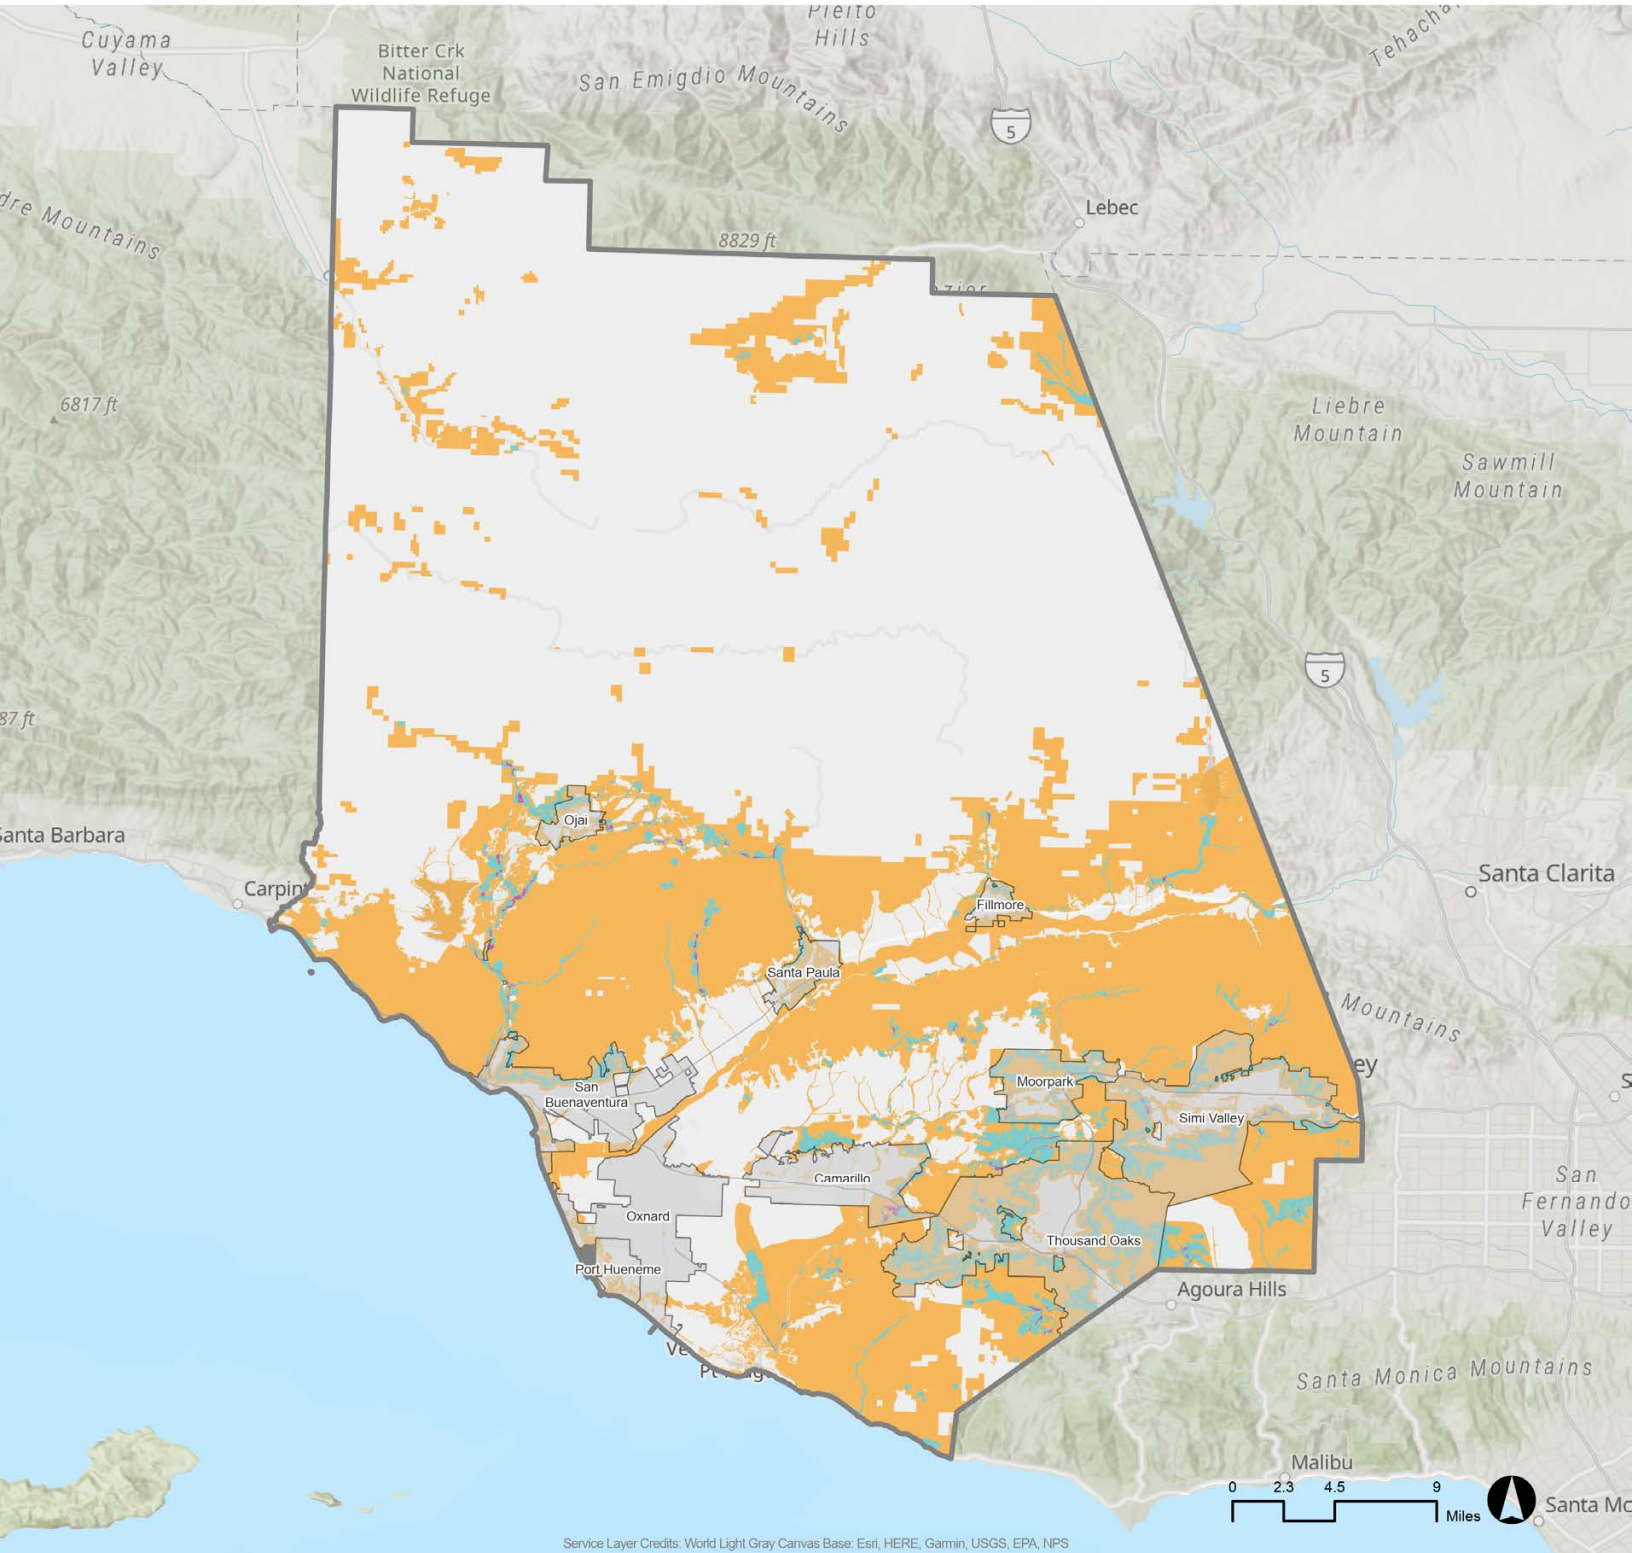 Pleito
Hills
Cuyama
Valley
Bitter Crk
National
Wildlife Refuge
San Emigdio Mountains
5
Lebec
dre Mountains
8829 ft
6817 ft
Liebre
Mountain
Sawmill
Mountain
5
87 ft
Santa Barbara
Ojai
Santa Clarita
Carpin
Fillmore
Santa Paula
Mountains
ey
Moorpark
San
Buenaventura
Simi Valley
Camarillo
San
Fernando
Valley
Oxnard
Thousand Oaks
Port Hueneme
Agoura Hills
Santa Monica Mountains
Malibu
0 2.3 4.5 9
Miles
Santa Mo
Service Layer Credits: World Light Gray Canvas Base: Esri, HERE, Garmin, USGS, EPA, NPS